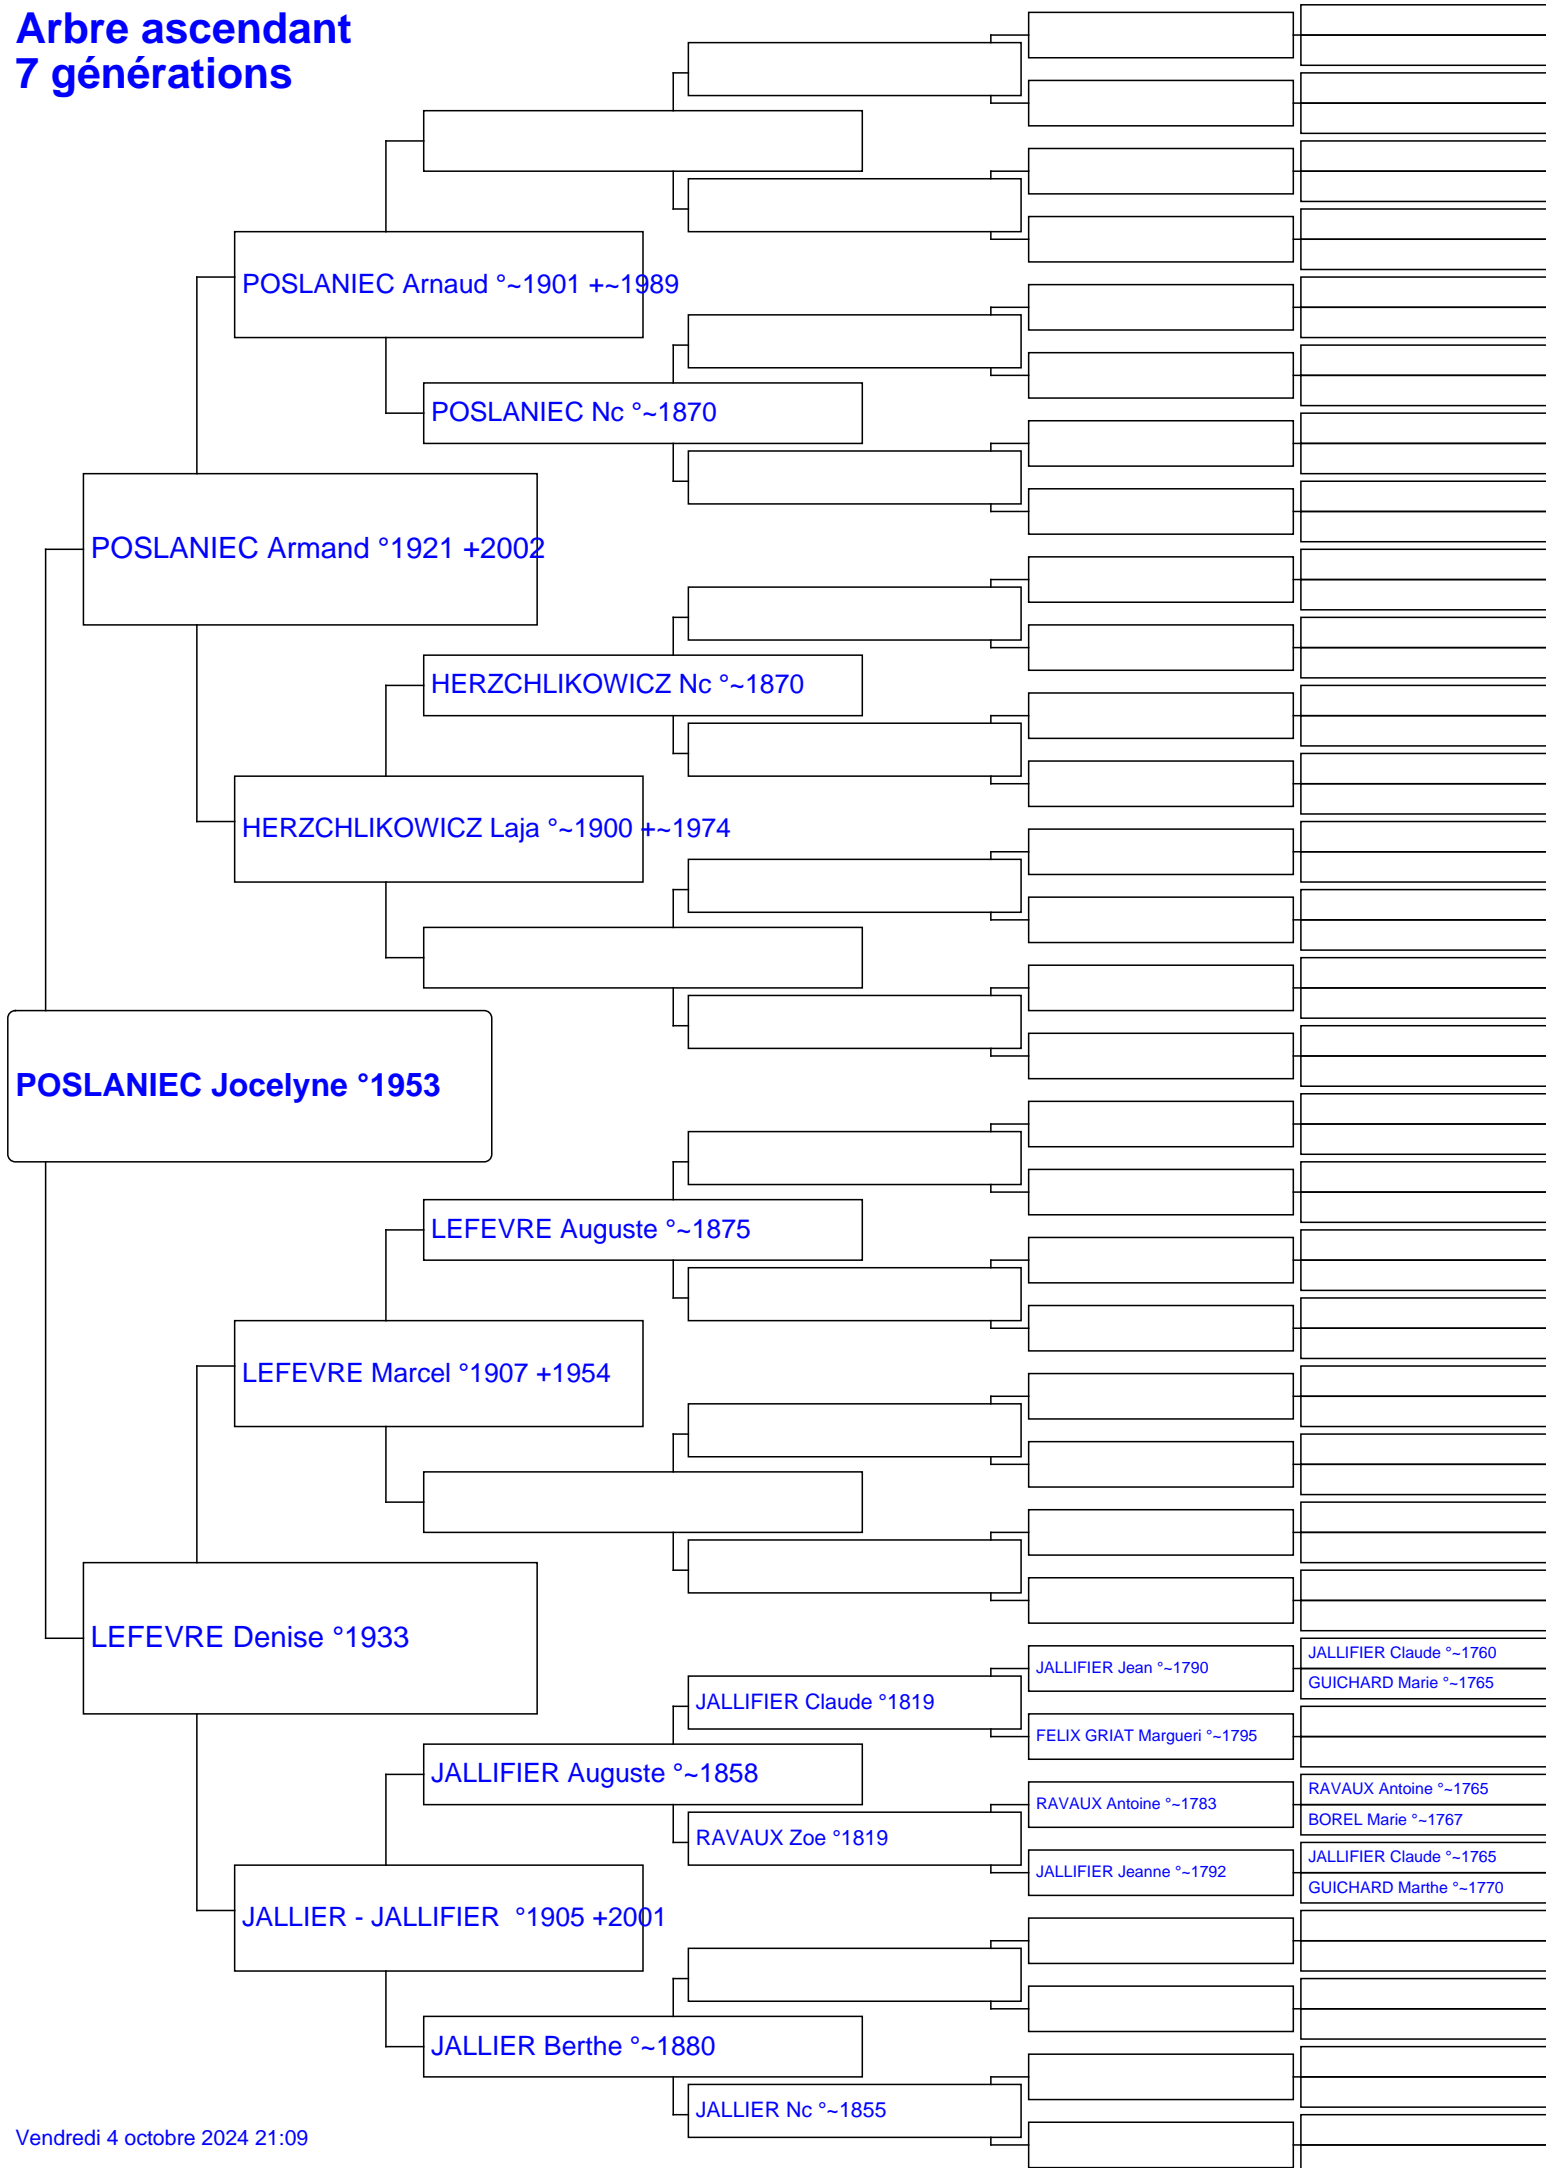 Arbre ascendant
7 générations
POSLANIEC Arnaud °~1901 +~1989
POSLANIEC Nc °~1870
POSLANIEC Armand °1921 +2002
HERZCHLIKOWICZ Nc °~1870
HERZCHLIKOWICZ Laja °~1900 +~1974
POSLANIEC Jocelyne °1953
LEFEVRE Auguste °~1875
LEFEVRE Marcel °1907 +1954
LEFEVRE Denise °1933
JALLIFIER Claude °~1760
JALLIFIER Jean °~1790
GUICHARD Marie °~1765
JALLIFIER Claude °1819
FELIX GRIAT Margueri °~1795
JALLIFIER Auguste °~1858
RAVAUX Antoine °~1765
RAVAUX Antoine °~1783
BOREL Marie °~1767
RAVAUX Zoe °1819
JALLIFIER Claude °~1765
JALLIFIER Jeanne °~1792
GUICHARD Marthe °~1770
JALLIER - JALLIFIER  °1905 +2001
JALLIER Berthe °~1880
JALLIER Nc °~1855
Vendredi 4 octobre 2024 21:09